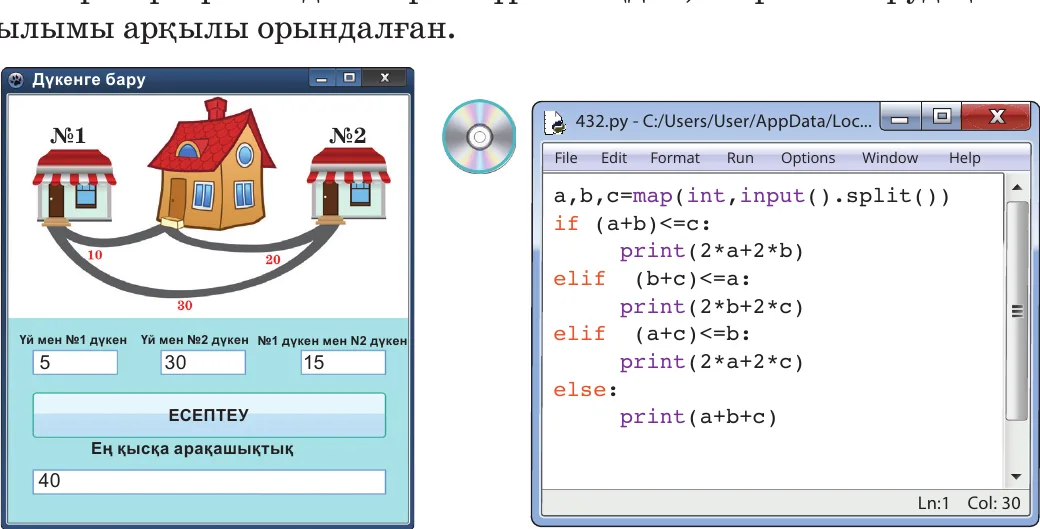 ылымы арқылы орындалған.
Дүкенге бару
№1
№2
10
20
30
Үй мен №1 дүкен Үй мен №2 дүкен №1 дүкен мен N2 дүкен
5 30 15
ЕСЕПТЕУ
Ең қысқа арақашықтық
40
432.py - C:/Users/User/AppData/Loc...
File Edit Format Run Options Window Help
a,b,c=map(int,input().split())
if (a+b)<=c:
print(2*a+2*b)
elif (b+c)<=a:
print(2*b+2*c)
elif (a+c)<=b:
print(2*a+2*c)
else:
print(a+b+c)
Ln:1 Col: 30